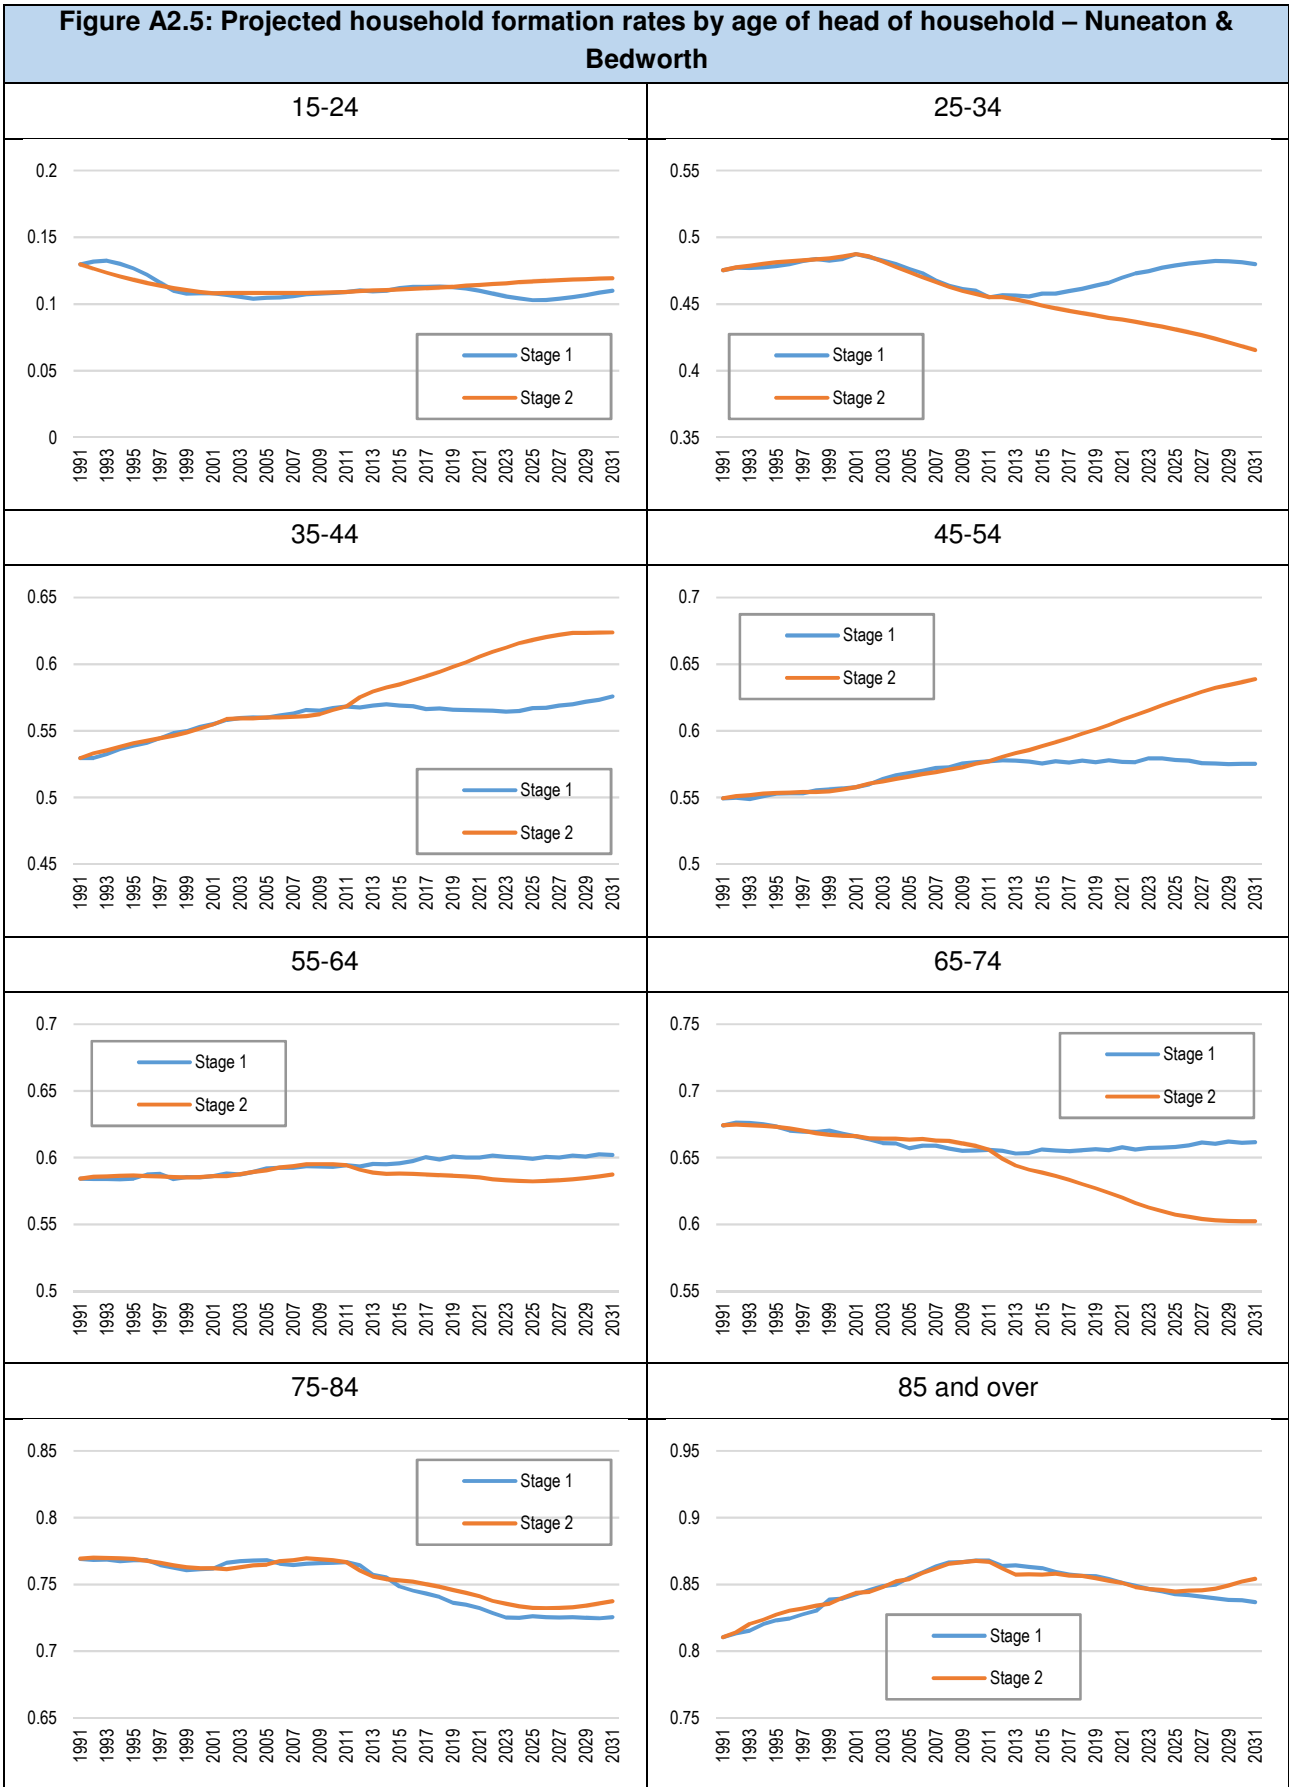 Figure A2.5: Projected household formation rates by age of head of household – Nuneaton &
Bedworth
15-24
25-34
0.2
0.15
0.1
0.05
0
Stage 1
Stage 2
1991 1993 1995 1997 1999 2001 2003 2005 2007 2009 2011 2013 2015 2017 2019 2021 2023 2025 2027 2029 2031
0.55
0.5
0.45
0.4
0.35
Stage 1
Stage 2
1991 1993 1995 1997 1999 2001 2003 2005 2007 2009 2011 2013 2015 2017 2019 2021 2023 2025 2027 2029 2031
35-44
45-54
0.65
0.6
0.55
0.5
0.45
Stage 1
Stage 2
1991 1993 1995 1997 1999 2001 2003 2005 2007 2009 2011 2013 2015 2017 2019 2021 2023 2025 2027 2029 2031
0.7
0.65
0.6
0.55
0.5
Stage 1
Stage 2
1991 1993 1995 1997 1999 2001 2003 2005 2007 2009 2011 2013 2015 2017 2019 2021 2023 2025 2027 2029 2031
55-64
65-74
0.7
0.65
0.6
0.55
0.5
Stage 1
Stage 2
1991 1993 1995 1997 1999 2001 2003 2005 2007 2009 2011 2013 2015 2017 2019 2021 2023 2025 2027 2029 2031
0.75
0.7
0.65
0.6
0.55
Stage 1
Stage 2
1991 1993 1995 1997 1999 2001 2003 2005 2007 2009 2011 2013 2015 2017 2019 2021 2023 2025 2027 2029 2031
75-84
85 and over
0.85
0.8
0.75
0.7
0.65
Stage 1
Stage 2
1991 1993 1995 1997 1999 2001 2003 2005 2007 2009 2011 2013 2015 2017 2019 2021 2023 2025 2027 2029 2031
0.95
0.9
0.85
0.8
0.75
Stage 1
Stage 2
1991 1993 1995 1997 1999 2001 2003 2005 2007 2009 2011 2013 2015 2017 2019 2021 2023 2025 2027 2029 2031